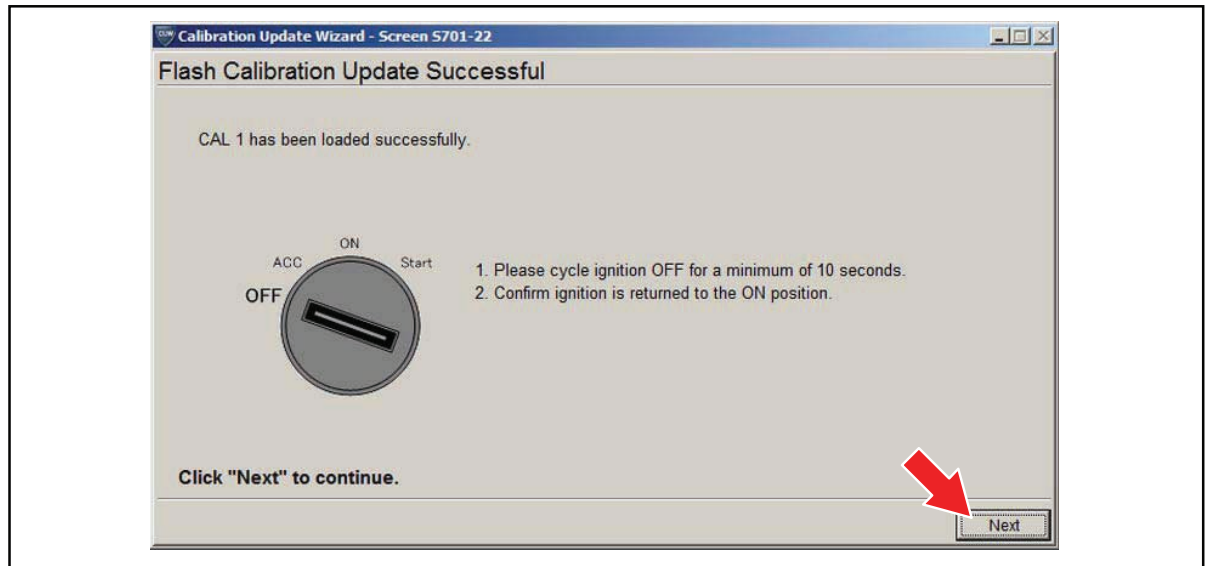 CUW Calibration Update Wizard - Screen S701-22
Flash Calibration Update Successful
CAL 1 has been loaded successfully.
ON
ACC
Start
OFF
1. Please cycle ignition OFF for a minimum of 10 seconds.
2. Confirm ignition is returned to the ON position.
Click "Next" to continue.
Next